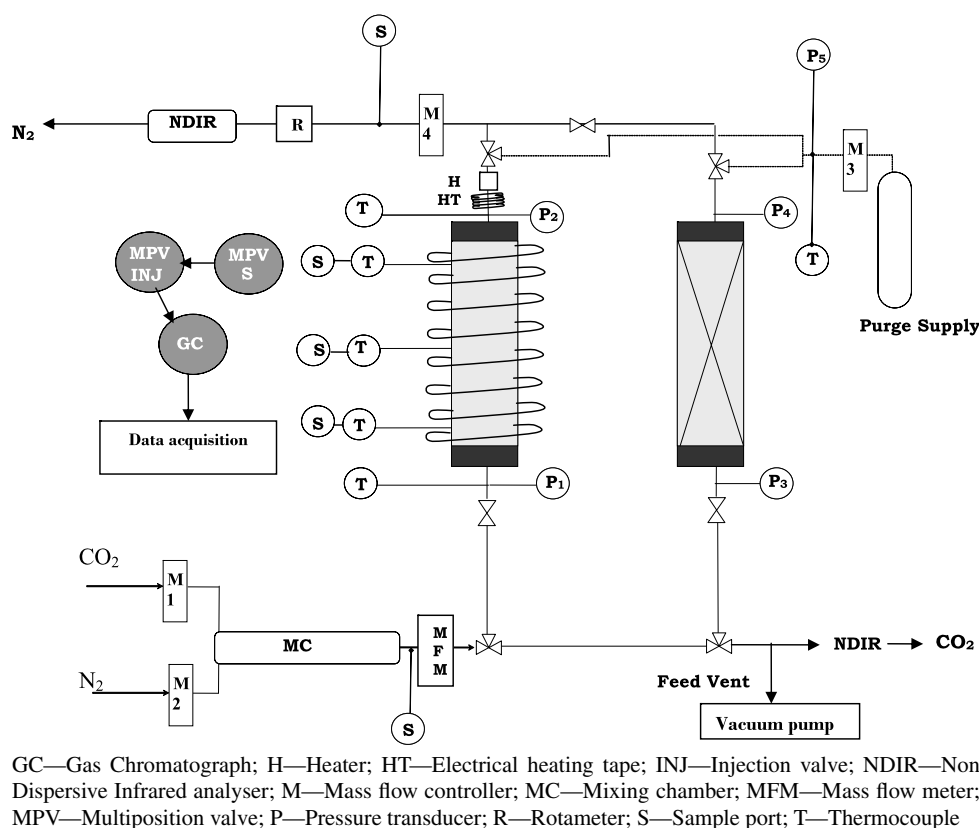 S
P5
N2
NDIR
R
M
4
M
3
H
HT
T
P2
P4
MPV
INJ
MPV
S
S
T
T
Purge Supply
GC
S
T
Data acquisition
S
T
T
P1
P3
CO2
M
1
MC
M
F
M
NDIR
CO2
N2
M
2
Feed Vent
S
Vacuum pump
GC—Gas Chromatograph; H—Heater; HT—Electrical heating tape; INJ—Injection valve; NDIR—Non
Dispersive Infrared analyser; M—Mass flow controller; MC—Mixing chamber; MFM—Mass flow meter;
MPV—Multiposition valve; P—Pressure transducer; R—Rotameter; S—Sample port; T—Thermocouple